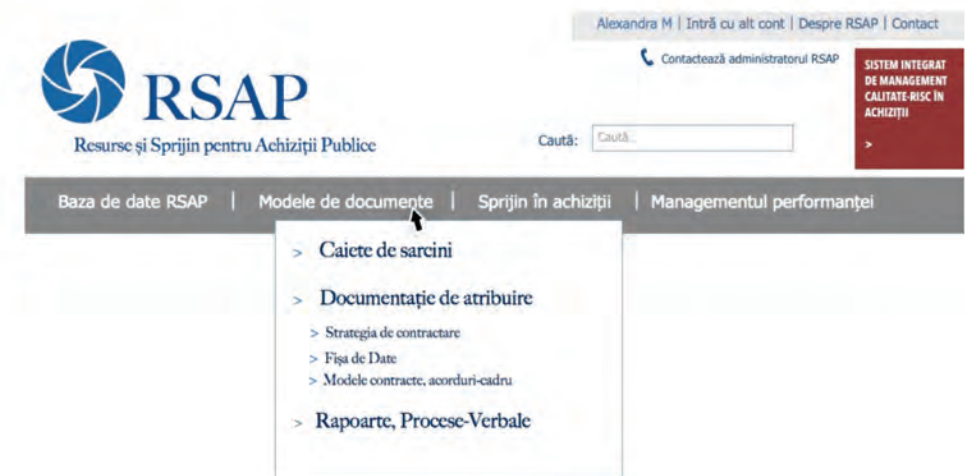 Alexandra M | Intră cu alt cont | Despre RSAP | Contact
Contactează administratorul RSAP
SISTEM INTEGRAT
DE MANAGEMENT
CALITATE-RISC ÎN
ACHIZIȚII
>
RSAP
Resurse și Sprijin pentru Achiziții Publice
Caută: Caută...
Baza de date RSAP | Modele de documente | Sprijin în achiziții | Managementul performanței
> Caiete de sarcini
> Documentație de atribuire
> Strategia de contractare
> Fișa de Date
> Modele contracte, acorduri-cadru
> Rapoarte, Procese-Verbale